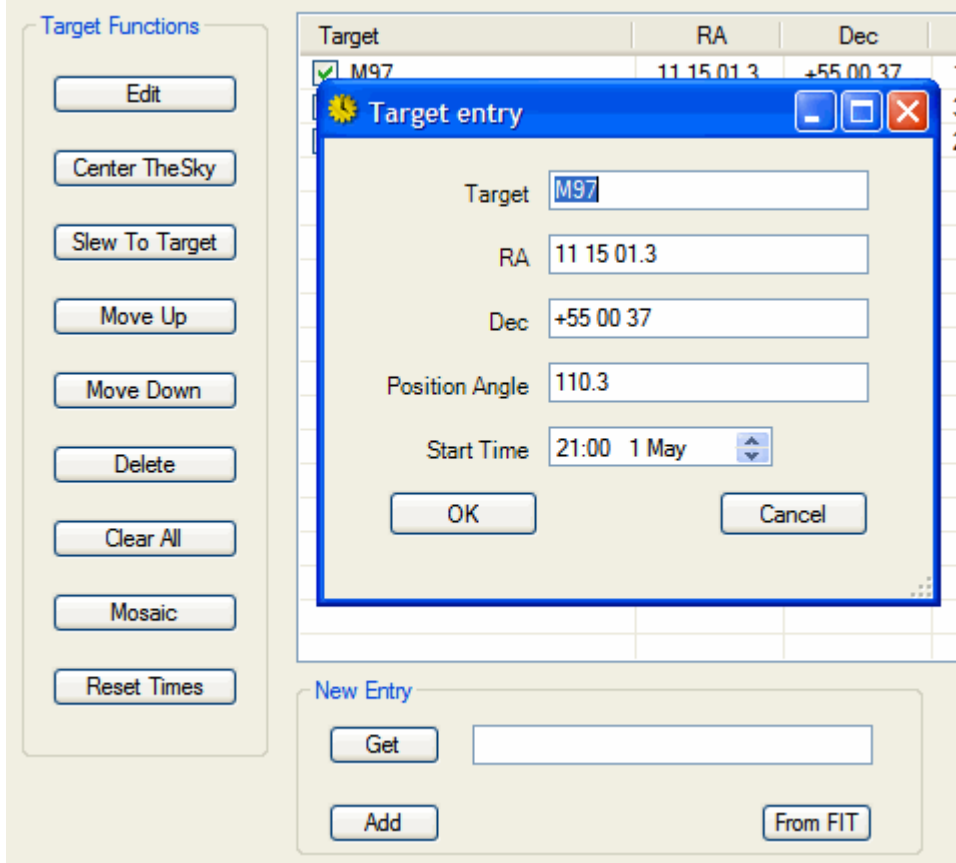 Target Functions
Edit
Center TheSky
Slew To Target
Move Up
Move Down
Delete
Clear All
Mosaic
Reset Times
Target RA Dec
M97 11 15 01.3 +55 00 37
Target entry
Target M97
RA 11 15 01.3
Dec +55 00 37
Position Angle 110.3
Start Time 21:00 1 May
OK Cancel
New Entry
Get
Add From FIT